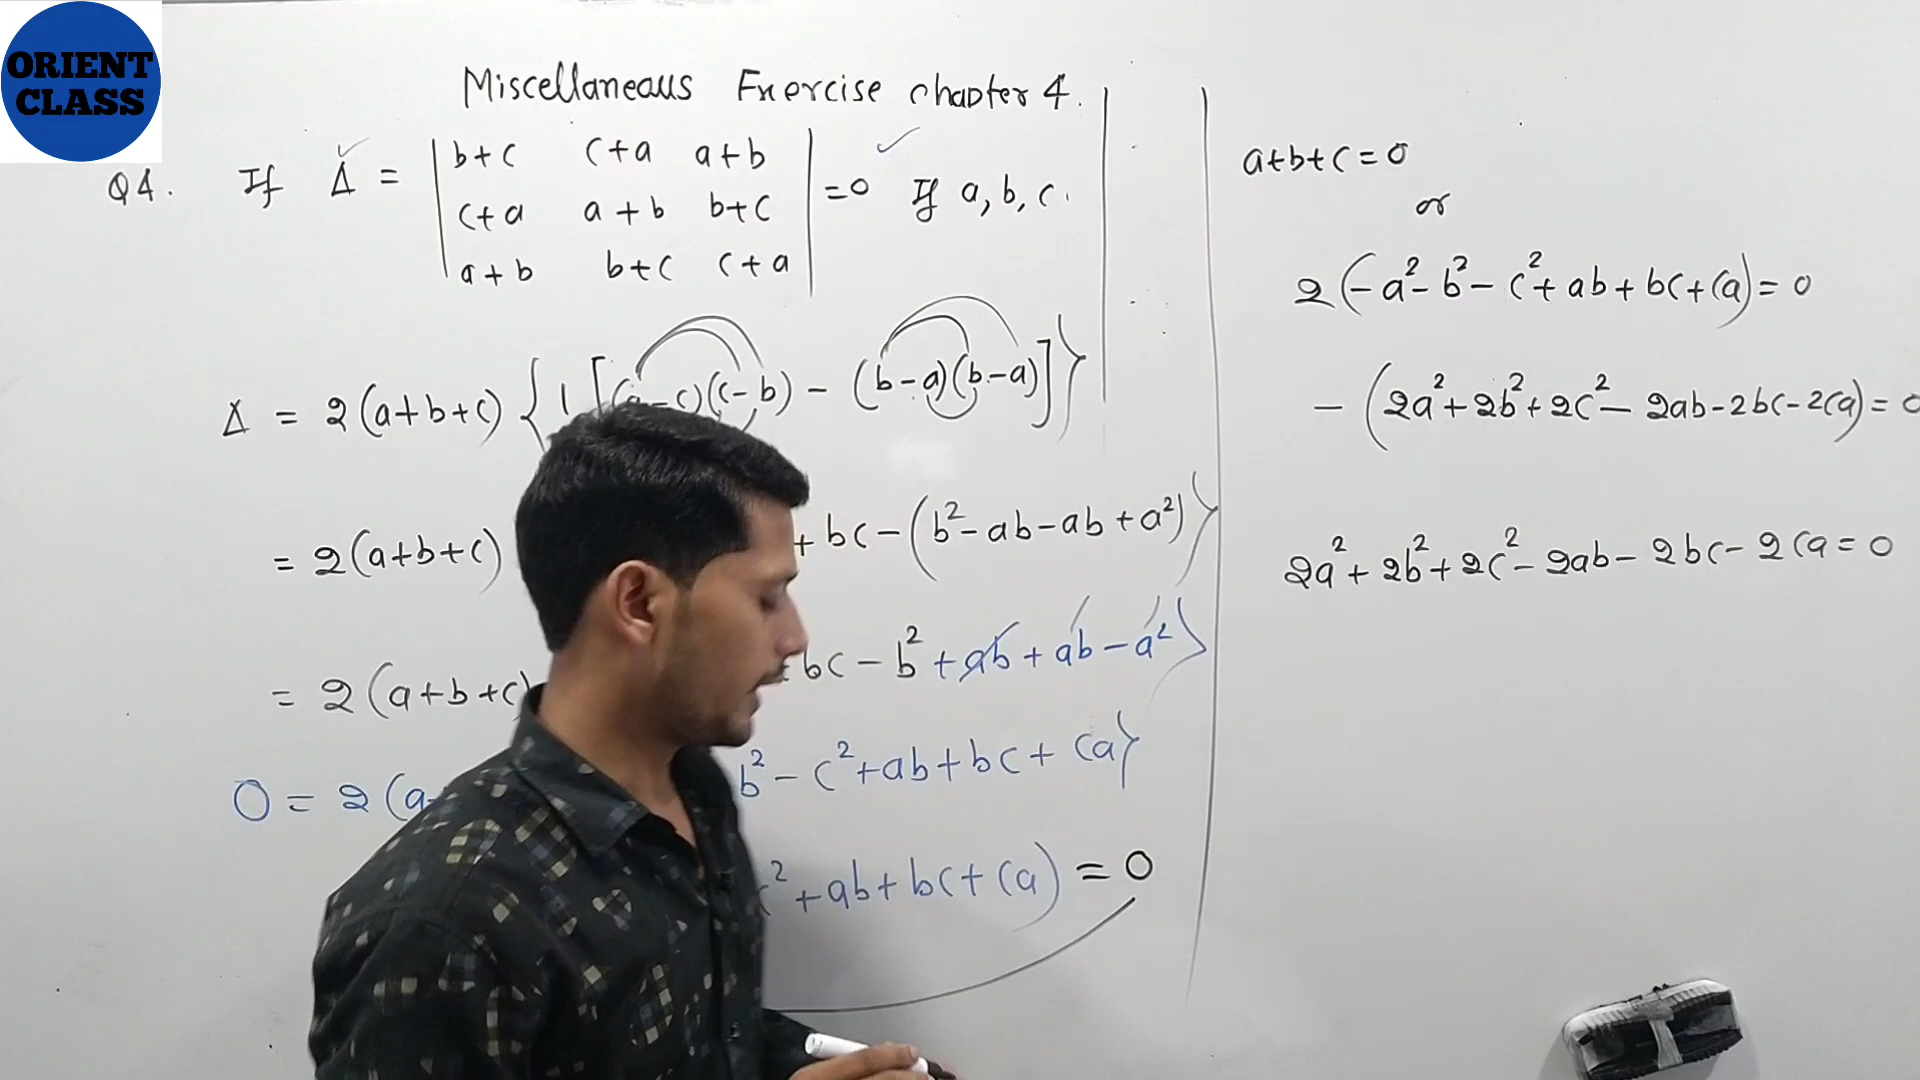 ORIENT
CLASS
Miscellaneous Exercise chapter 4.
Q4. If Δ = | b+c c+a a+b |
| c+a a+b b+c | =0 If a, b, c.
| a+b b+c c+a |
Δ = 2(a+b+c) { 1 [(a-c)(c-b) - (b-a)(b-a)] }
= 2(a+b+c) + bc - (b² - ab - ab + a²) }
= 2(a+b+c) + bc - b² + ab + ab - a² }
0 = 2(a b² - c² + ab + bc + ca }
c² + ab + bc + ca) = 0
a+b+c = 0
or
2(-a² - b² - c² + ab + bc + ca) = 0
- (2a² + 2b² + 2c² - 2ab - 2bc - 2ca) = 0
2a² + 2b² + 2c² - 2ab - 2bc - 2ca = 0